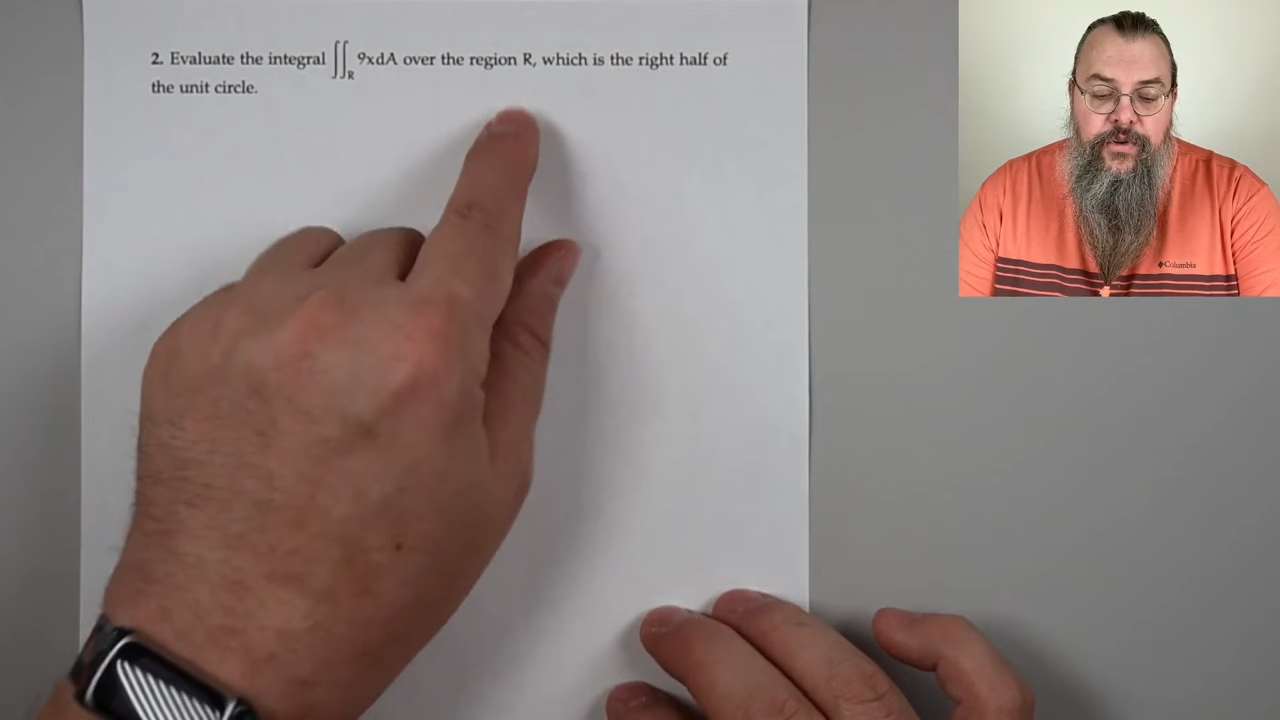 2. Evaluate the integral ∬_R 9xdA over the region R, which is the right half of
the unit circle.
Columbia